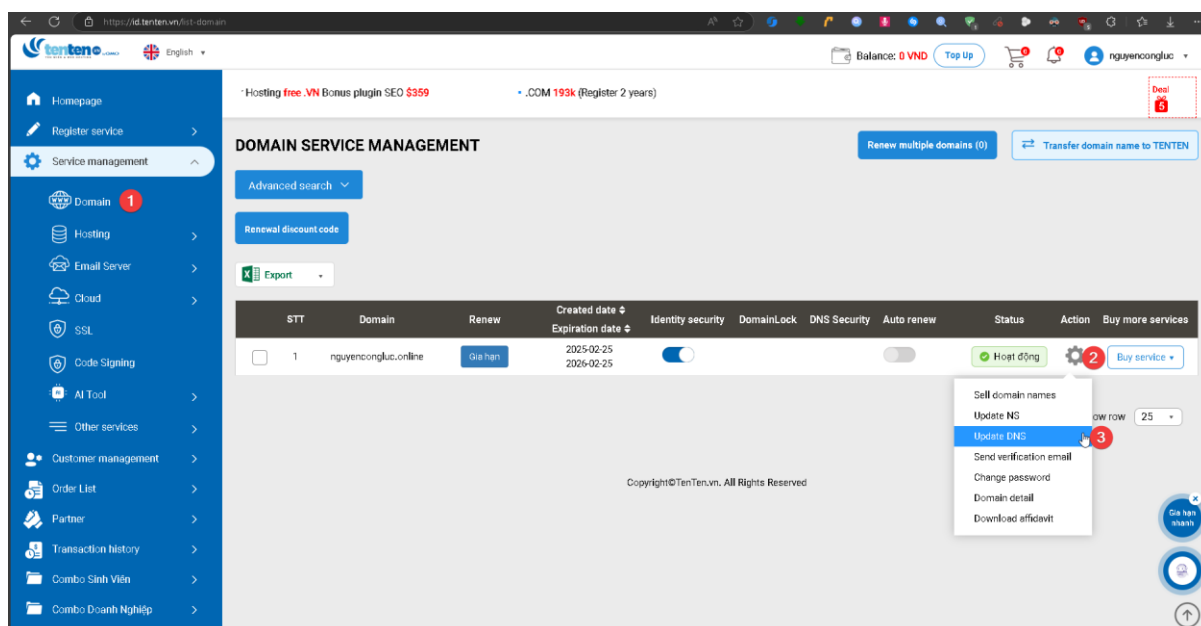 https://id.tenten.vn/list-domain
tenten
English
Balance: 0 VND Top Up
nguyencongluc
Hosting free .VN Bonus plugin SEO $359
.COM 193k (Register 2 years)
Deal
5
Homepage
Register service
Service management
Domain 1
Hosting
Email Server
Cloud
SSL
Code Signing
AI Tool
Other services
Customer management
Order List
Partner
Transaction history
Combo Sinh Viên
Combo Doanh Nghiệp
DOMAIN SERVICE MANAGEMENT
Renew multiple domains (0)
Transfer domain name to TENTEN
Advanced search
Renewal discount code
Export
STT Domain Renew Created date Expiration date Identity security DomainLock DNS Security Auto renew Status Action Buy more services
1 nguyencongluc.online Gia hạn 2025-02-25 2026-02-25 Hoạt động 2 Buy service
Sell domain names
Update NS
Update DNS 3
Send verification email
Change password
Domain detail
Download affidavit
ow row 25
Copyright©TenTen.vn. All Rights Reserved
Gia hạn
nhanh